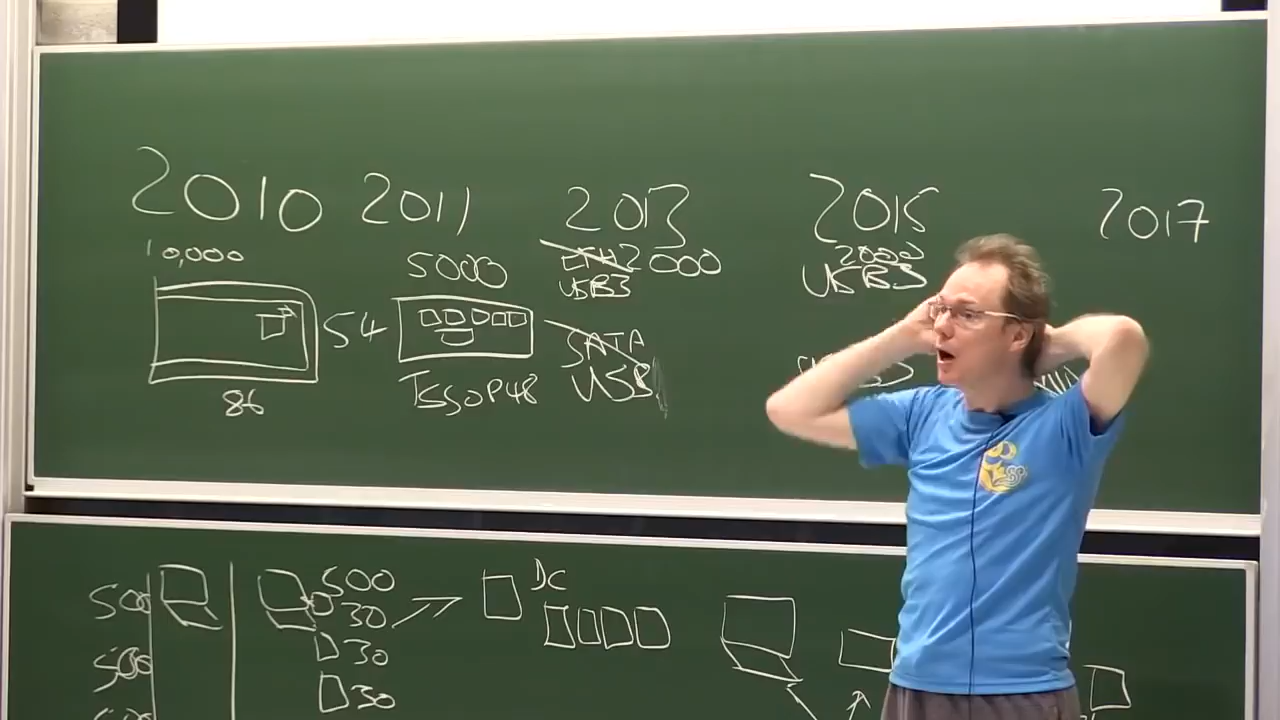 2010 2011 2013 2015 2017
10,000 5000 2000 2000
USB3 USB3
54 SATA
86 TSSOP48 USB
500 500 DC
30
500 30
30